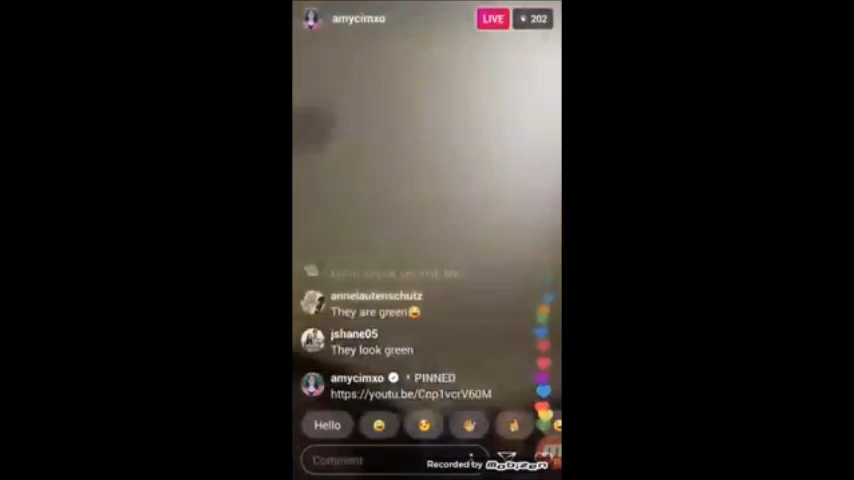 amycimxo
LIVE
202
annelautenschutz
They are green😂
jshane05
They look green
amycimxo • PINNED
https://youtu.be/Cnp1vcrV60M
Hello
Comment
Recorded by
Mobizen